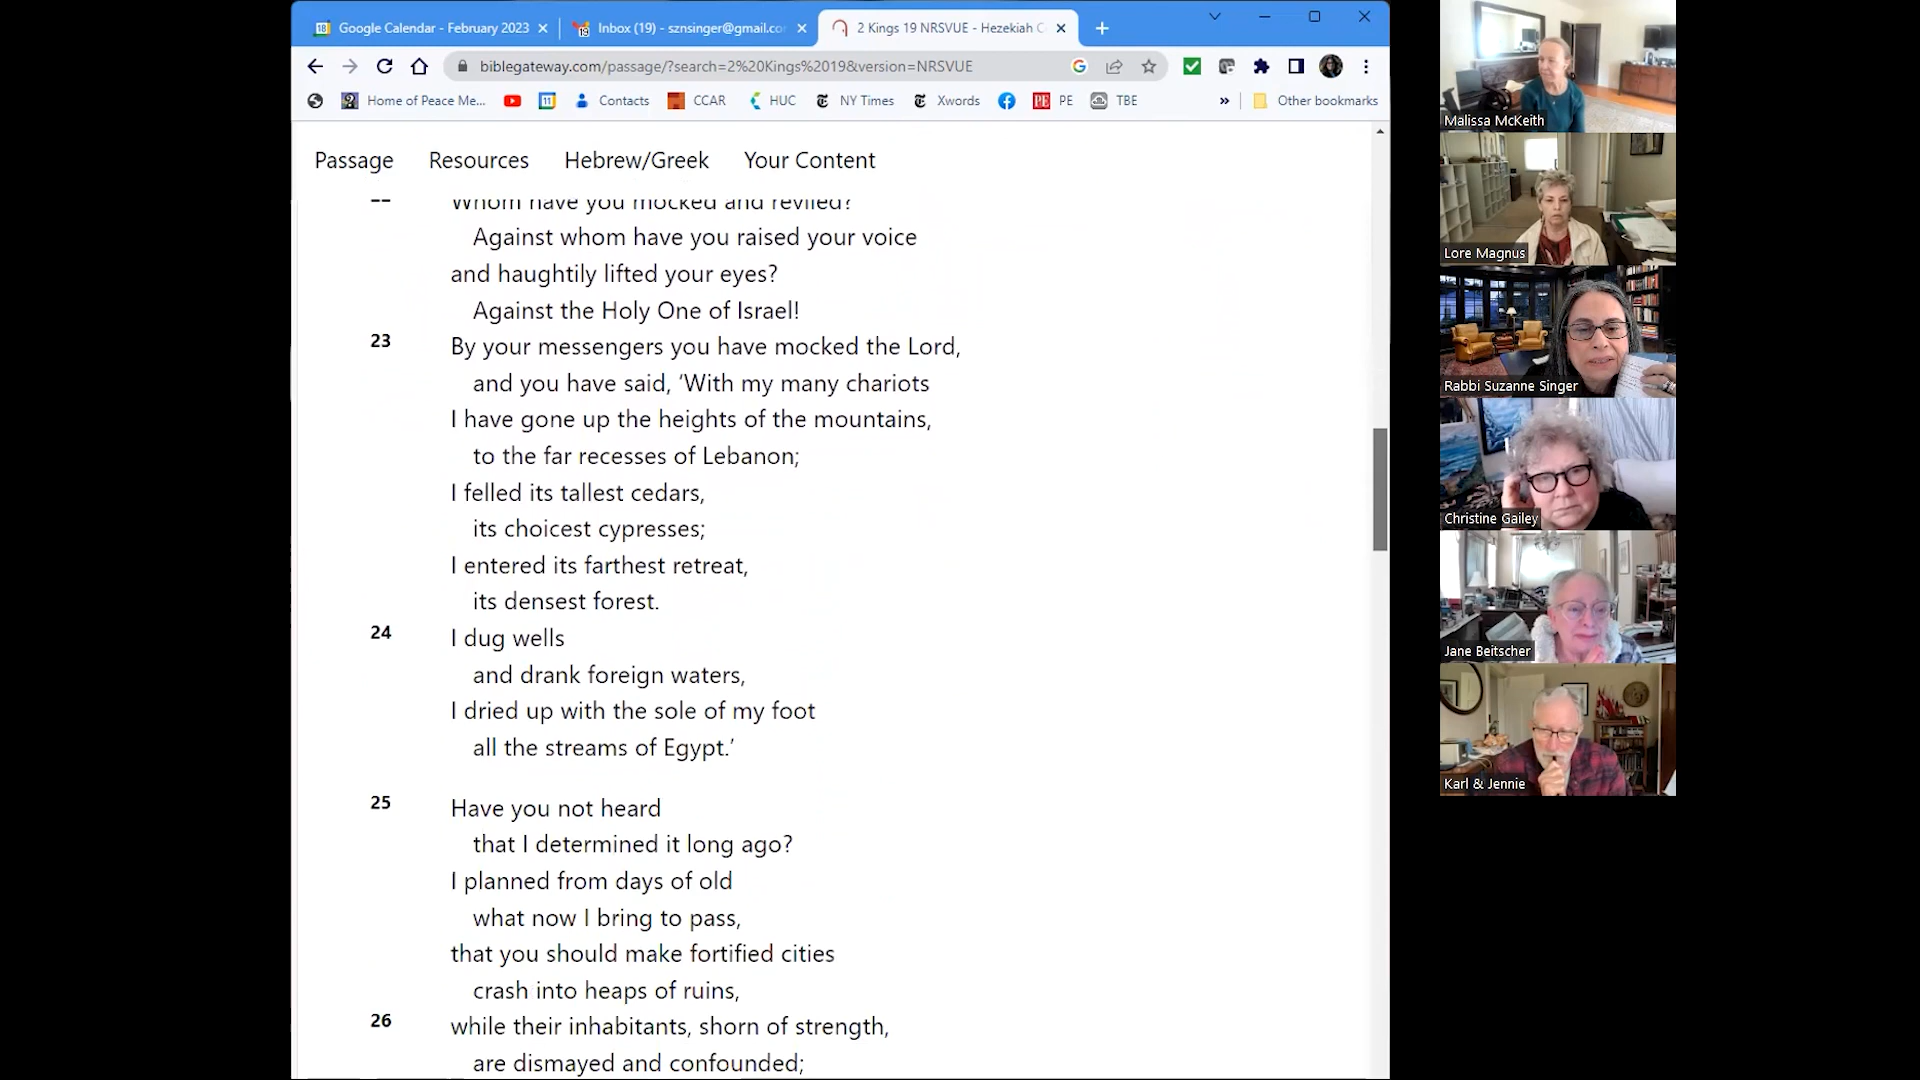 Google Calendar - February 2023
Inbox (19) - sznsinger@gmail.co
2 Kings 19 NRSVUE - Hezekiah C
biblegateway.com/passage/?search=2%20Kings%2019&version=NRSVUE
Home of Peace Me...
Contacts
CCAR
HUC
NY Times
Xwords
PE
TBE
Other bookmarks
Passage Resources Hebrew/Greek Your Content
Whom have you mocked and reviled?
Against whom have you raised your voice
and haughtily lifted your eyes?
Against the Holy One of Israel!
23 By your messengers you have mocked the Lord,
and you have said, ‘With my many chariots
I have gone up the heights of the mountains,
to the far recesses of Lebanon;
I felled its tallest cedars,
its choicest cypresses;
I entered its farthest retreat,
its densest forest.
24 I dug wells
and drank foreign waters,
I dried up with the sole of my foot
all the streams of Egypt.’
25 Have you not heard
that I determined it long ago?
I planned from days of old
what now I bring to pass,
that you should make fortified cities
crash into heaps of ruins,
26 while their inhabitants, shorn of strength,
are dismayed and confounded;
Malissa McKeith
Lore Magnus
Rabbi Suzanne Singer
Christine Gailey
Jane Beitscher
Karl & Jennie